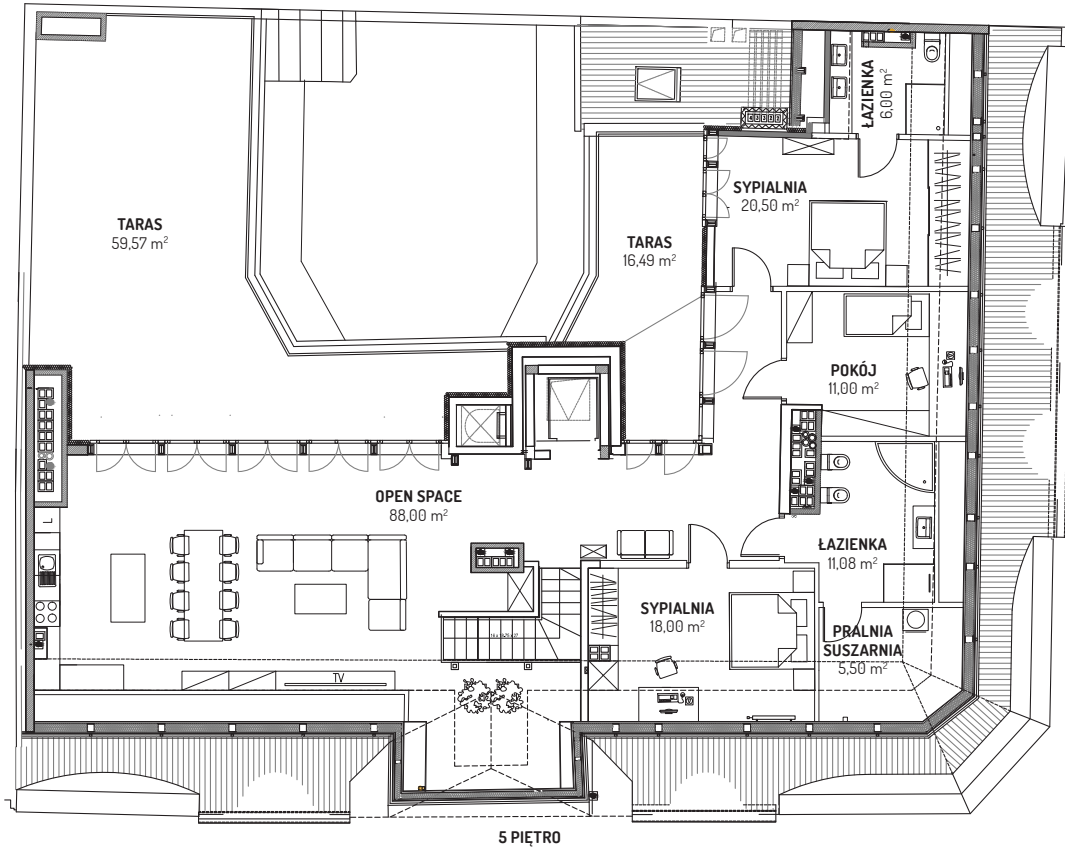 ŁAZIENKA
6,00 m²
SYPIALNIA
20,50 m²
TARAS
59,57 m²
TARAS
16,49 m²
POKÓJ
11,00 m²
OPEN SPACE
88,00 m²
ŁAZIENKA
11,08 m²
SYPIALNIA
18,00 m²
PRALNIA
SUSZARNIA
5,50 m²
TV
L
5 PIĘTRO